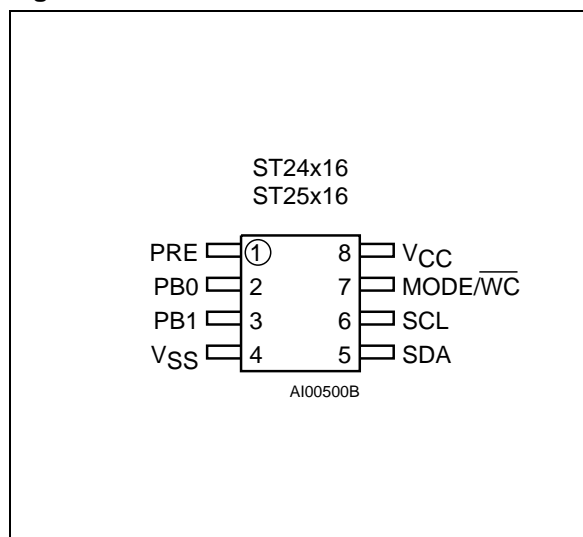 ST24x16
ST25x16
PRE 1 8 VCC
PB0 2 7 MODE/W̅C̅
PB1 3 6 SCL
VSS 4 5 SDA
AI00500B